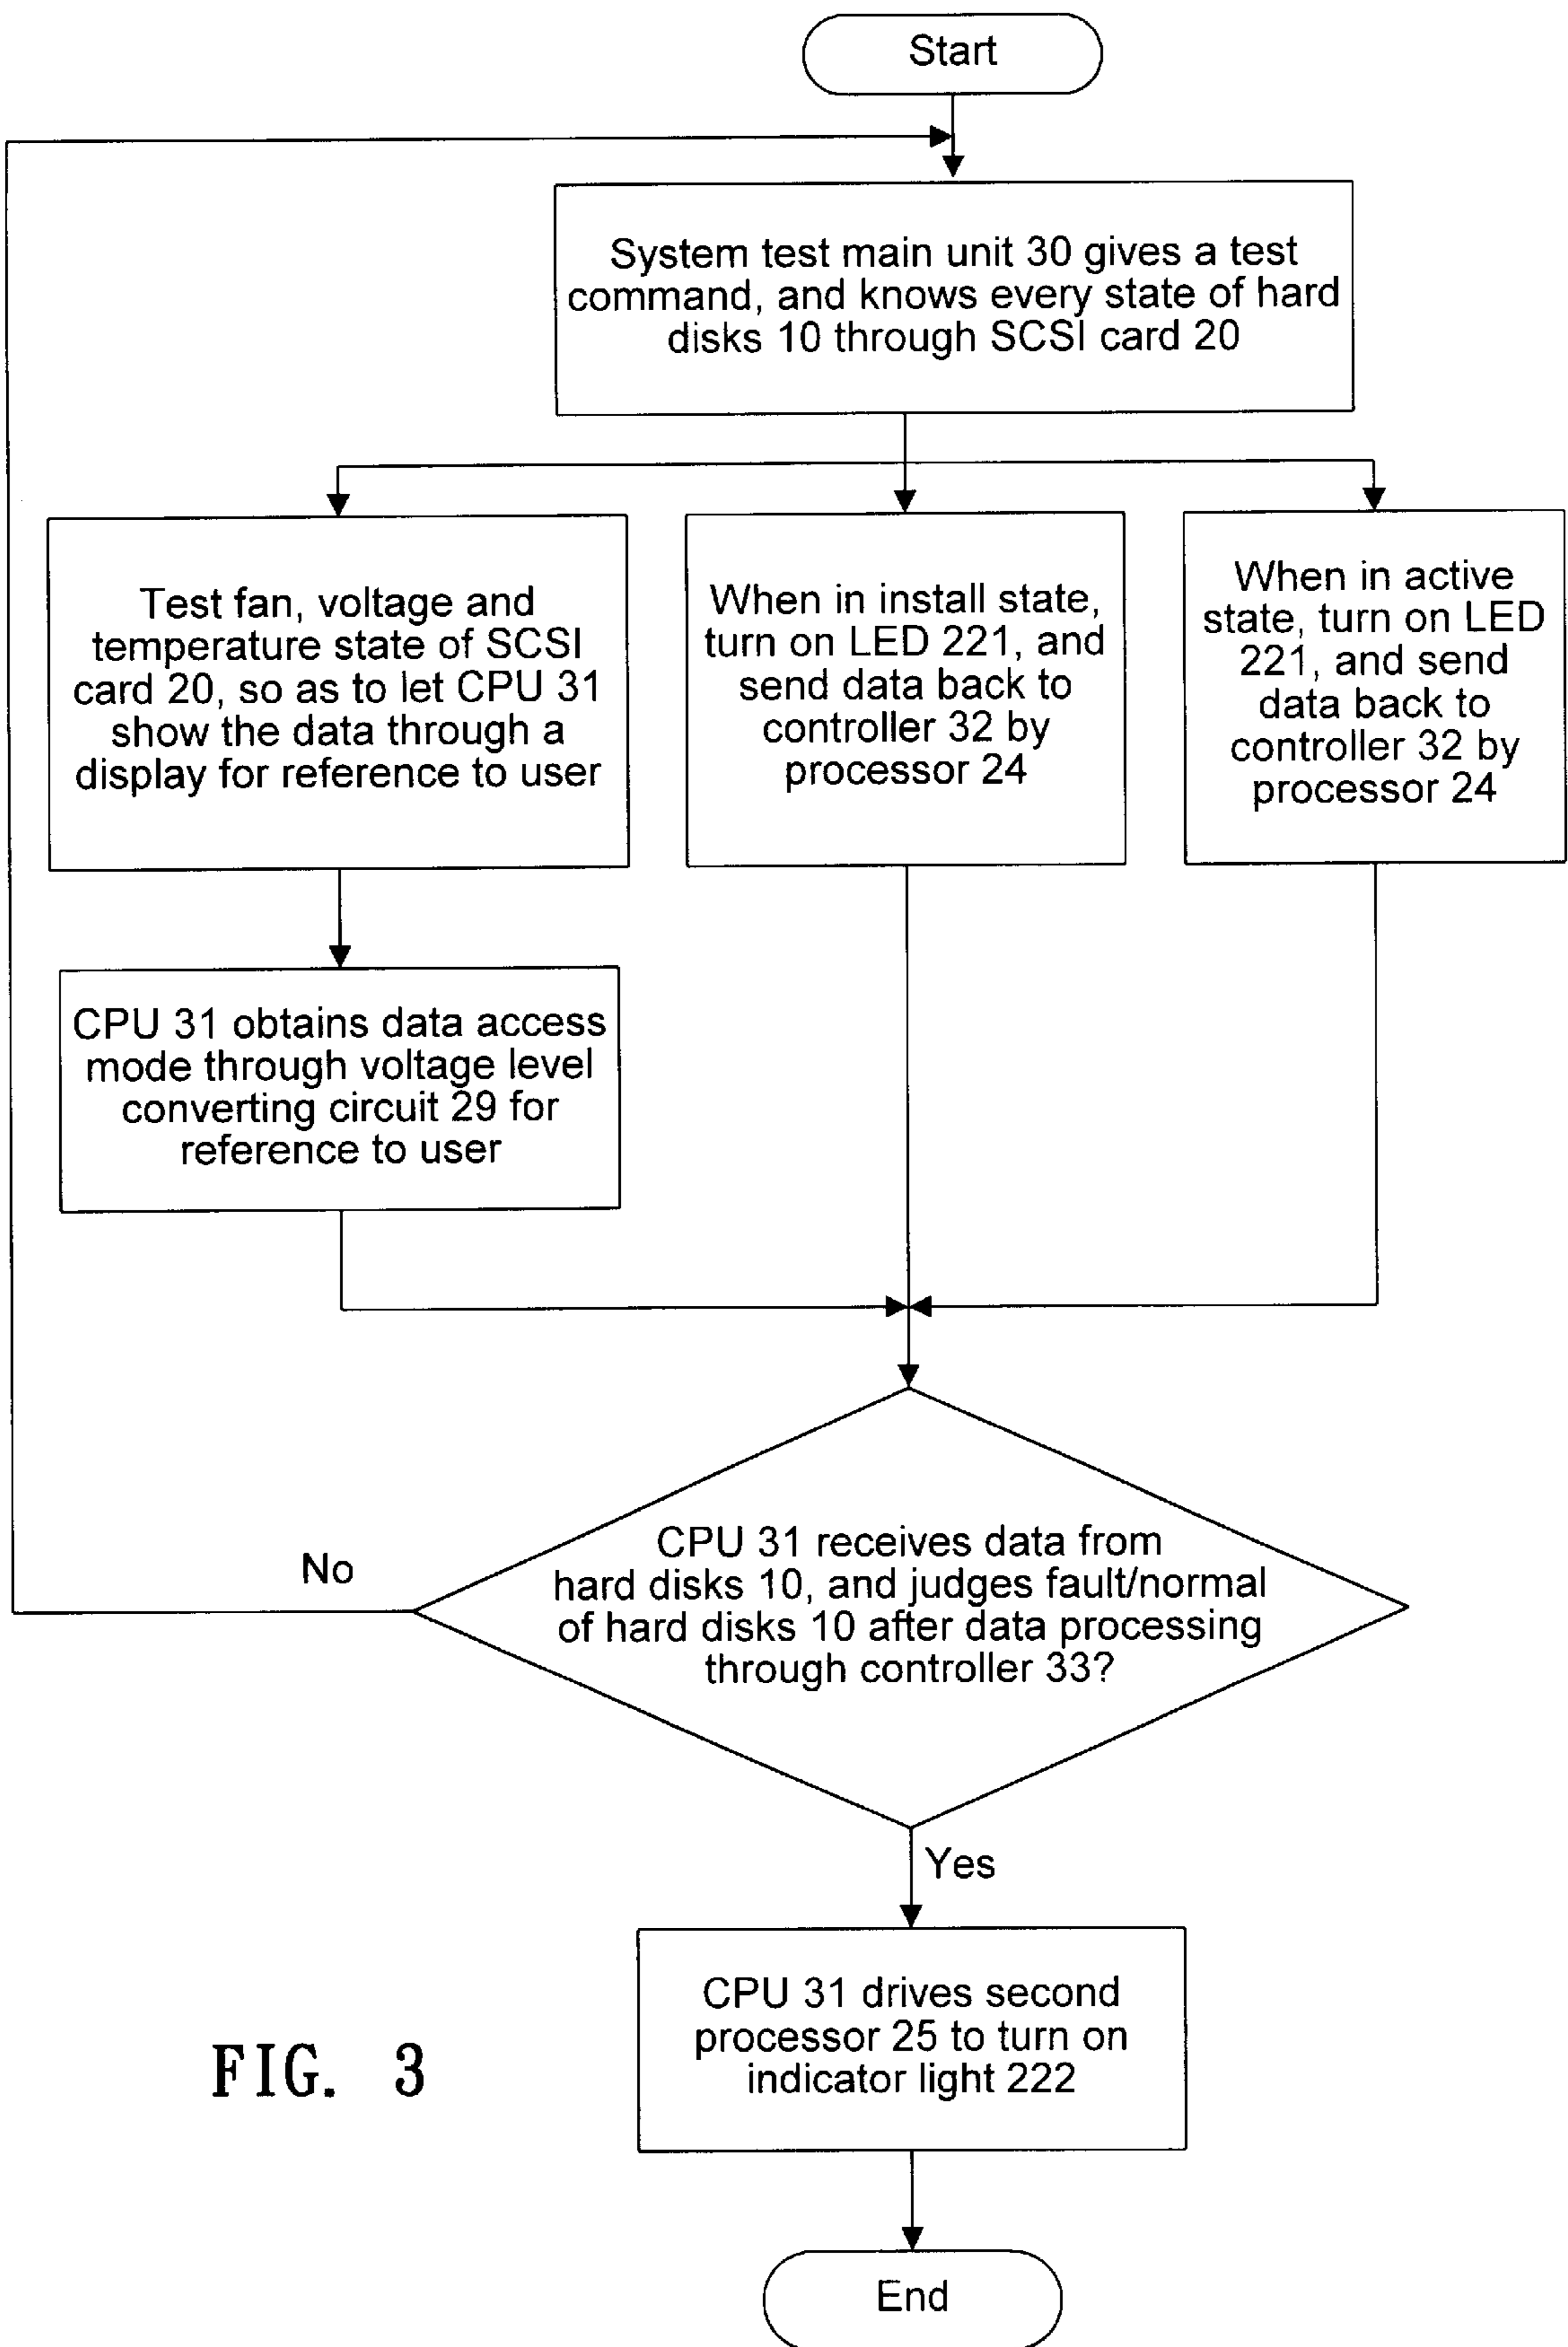 Start
System test main unit 30 gives a test
command, and knows every state of hard
disks 10 through SCSI card 20
Test fan, voltage and
temperature state of SCSI
card 20, so as to let CPU 31
show the data through a
display for reference to user
When in install state,
turn on LED 221, and
send data back to
controller 32 by
processor 24
When in active
state, turn on LED
221, and send
data back to
controller 32 by
processor 24
CPU 31 obtains data access
mode through voltage level
converting circuit 29 for
reference to user
No
CPU 31 receives data from
hard disks 10, and judges fault/normal
of hard disks 10 after data processing
through controller 33?
Yes
CPU 31 drives second
processor 25 to turn on
indicator light 222
FIG. 3
End